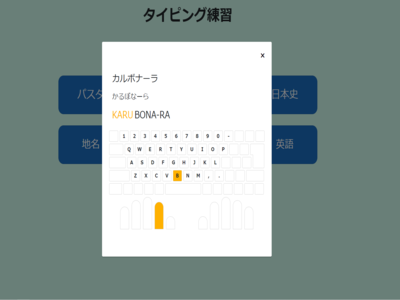 タイピング練習
x
カルボナーラ
かるぼなーら
KARU BONA-RA
パスタ
日本史
地名
英語
1 2 3 4 5 6 7 8 9 0 -
Q W E R T Y U I O P
A S D F G H J K L
Z X C V B N M , .